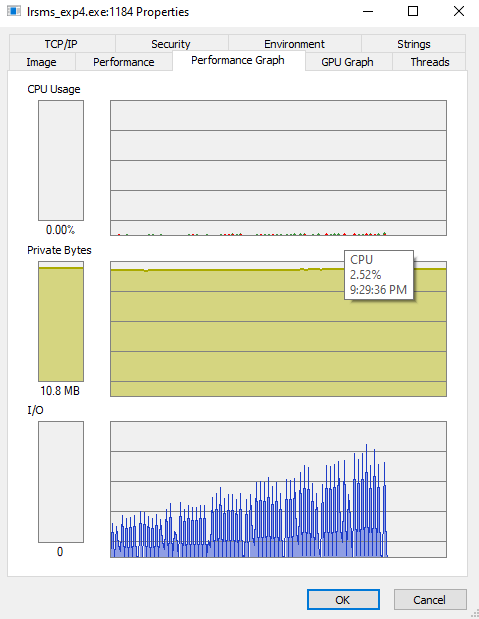 lrsms_exp4.exe:1184 Properties
TCP/IP Security Environment Strings
Image Performance Performance Graph GPU Graph Threads
CPU Usage
0.00%
Private Bytes
CPU
2.52%
9:29:36 PM
10.8 MB
I/O
0
OK Cancel